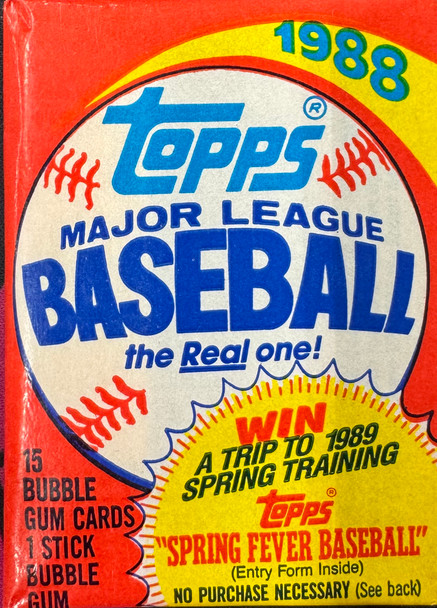 1988
TOPPS®
MAJOR LEAGUE
BASEBALL
the Real one!
WIN
A TRIP TO 1989
SPRING TRAINING
TOPPS®
"SPRING FEVER BASEBALL"
(Entry Form Inside)
NO PURCHASE NECESSARY (See back)
15
BUBBLE
GUM CARDS
1 STICK
BUBBLE
GUM